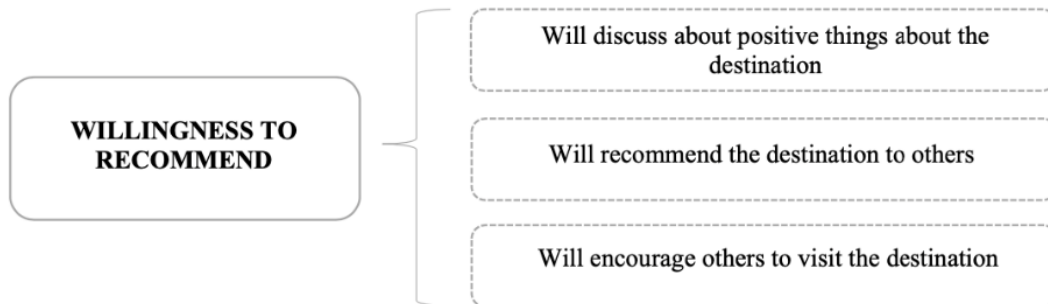 WILLINGNESS TO
RECOMMEND
Will discuss about positive things about the
destination
Will recommend the destination to others
Will encourage others to visit the destination